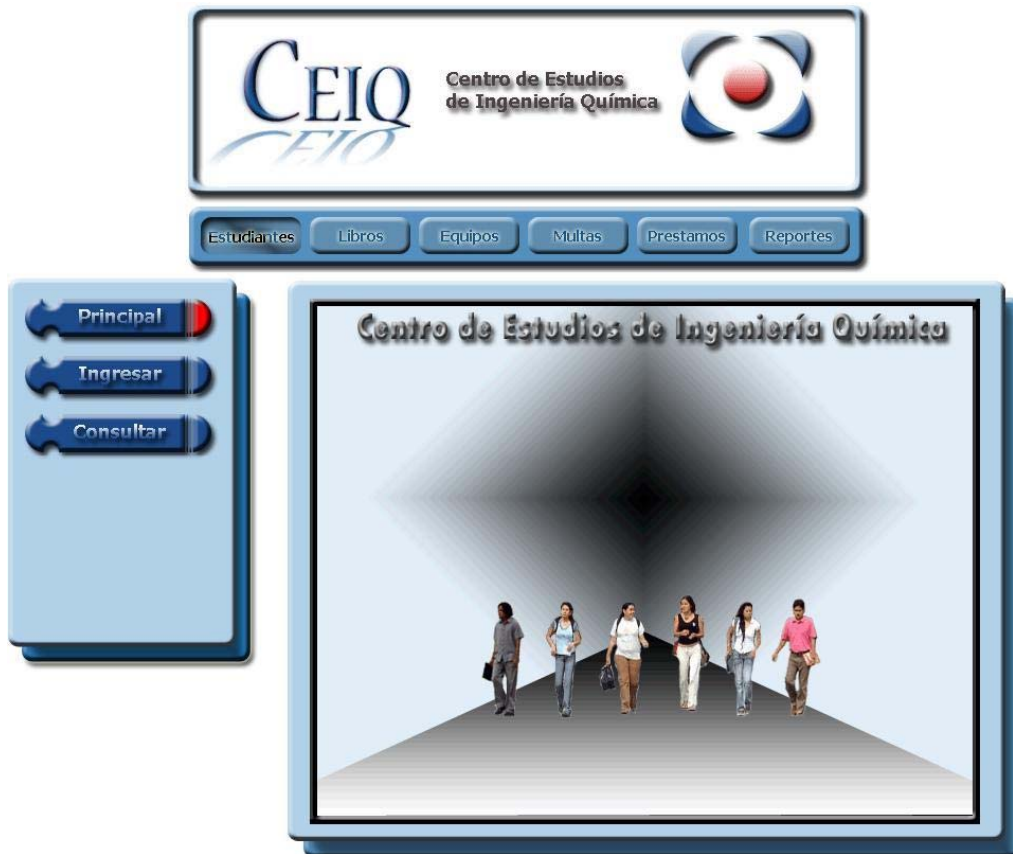 CEIQ
CEIQ
Centro de Estudios
de Ingeniería Química
Estudiantes
Libros
Equipos
Multas
Prestamos
Reportes
Principal
Ingresar
Consultar
Centro de Estudios de Ingeniería Química